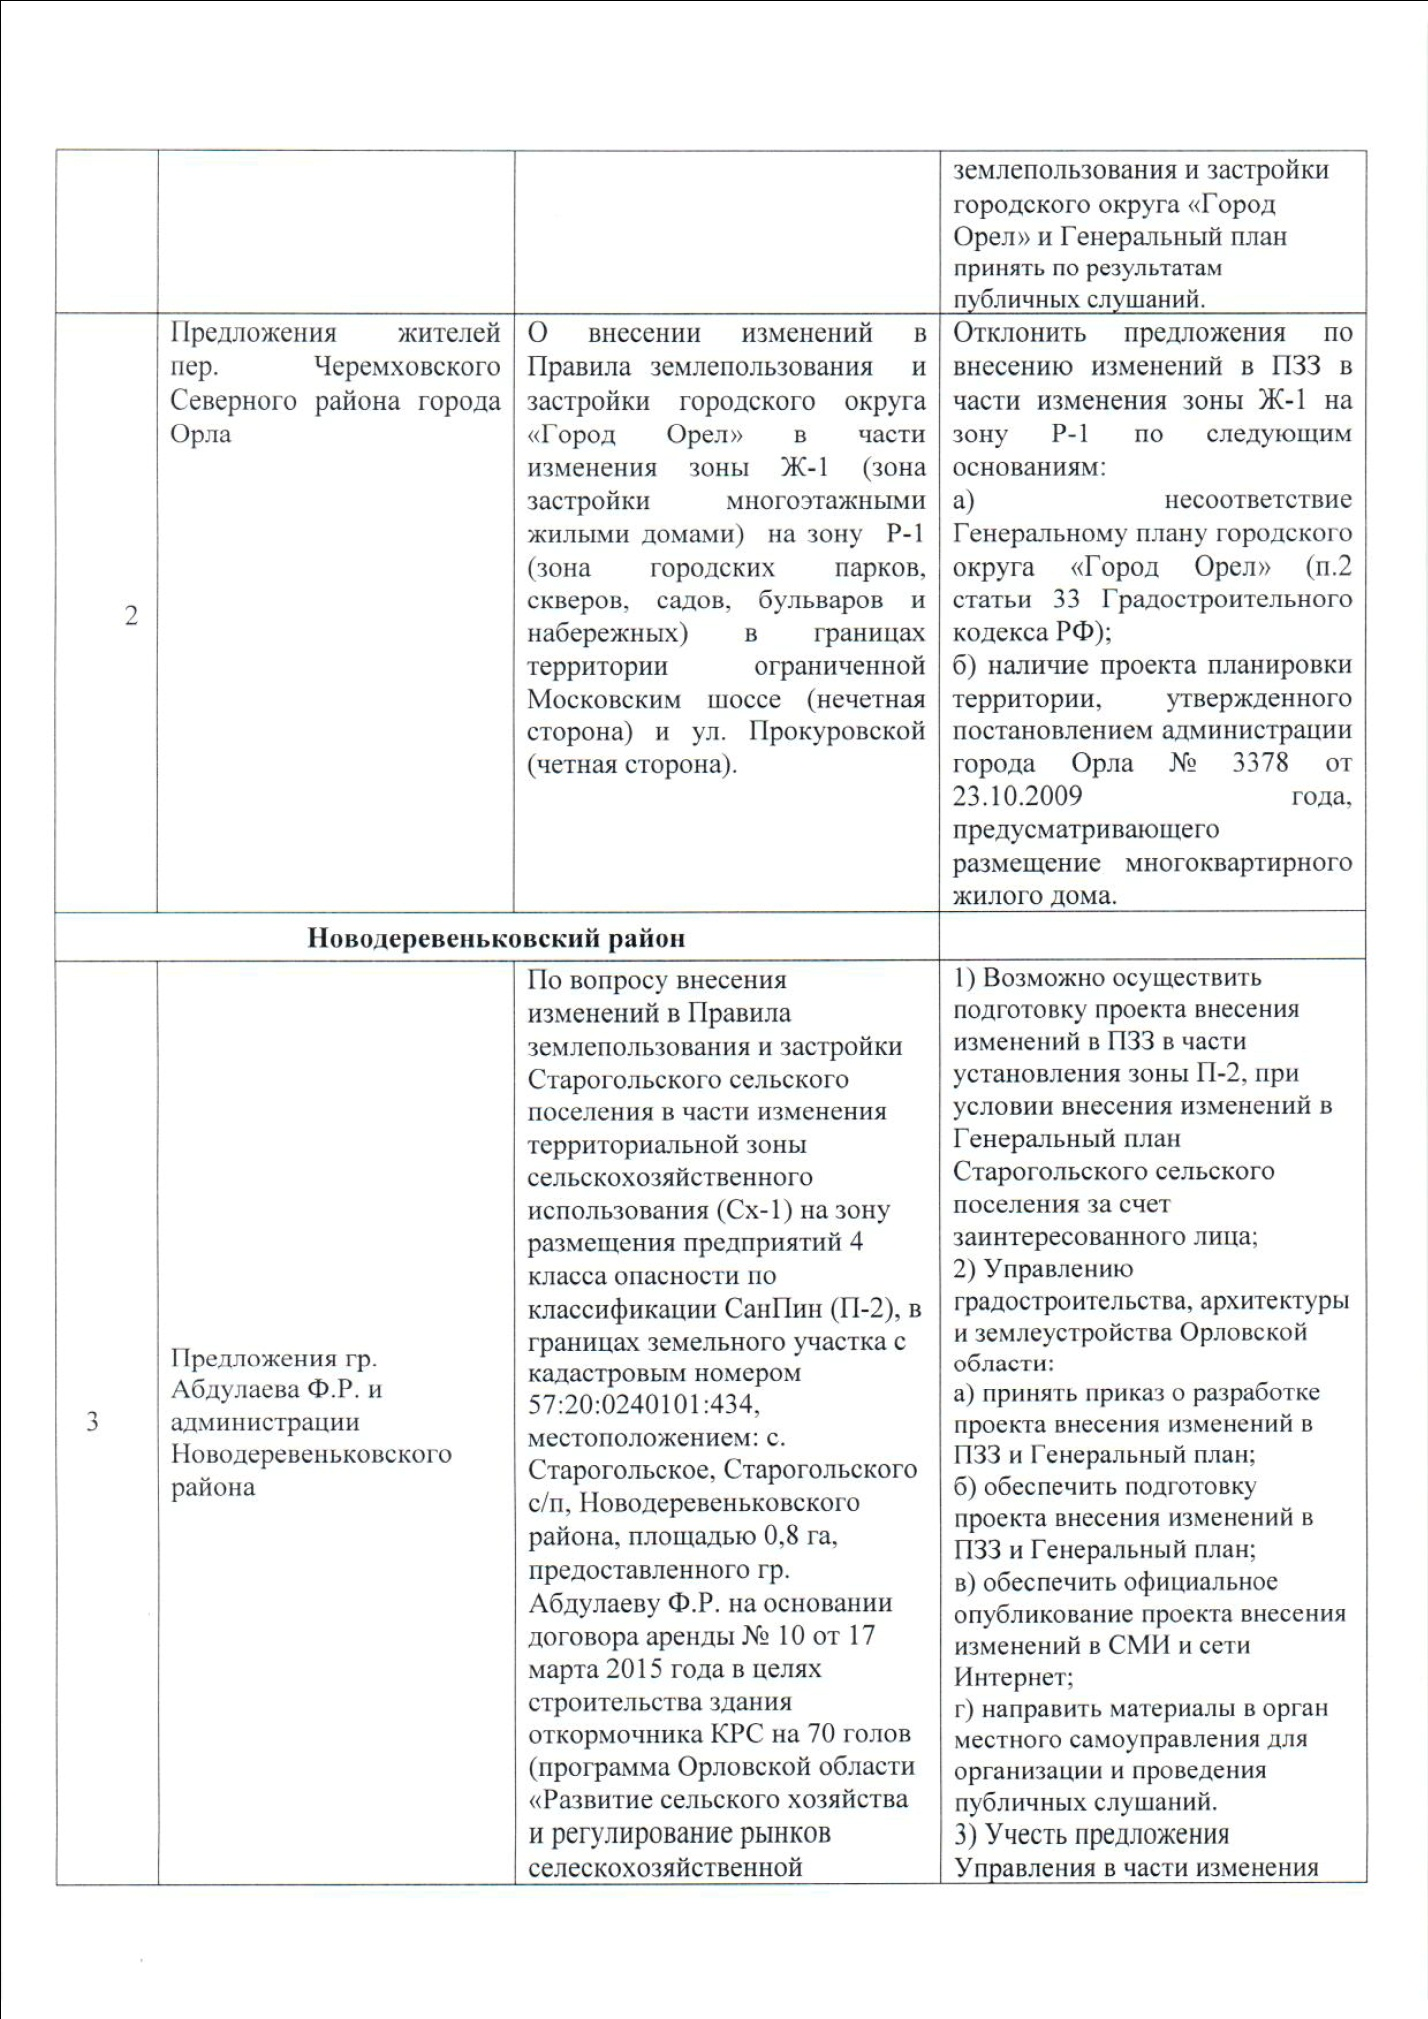 землепользования и застройки
городского округа «Город
Орел» и Генеральный план
принять по результатам
публичных слушаний.
2
Предложения жителей
пер. Черемховского
Северного района города
Орла
О внесении изменений в
Правила землепользования и
застройки городского округа
«Город Орел» в части
изменения зоны Ж-1 (зона
застройки многоэтажными
жилыми домами) на зону Р-1
(зона городских парков,
скверов, садов, бульваров и
набережных) в границах
территории ограниченной
Московским шоссе (нечетная
сторона) и ул. Прокуровской
(четная сторона).
Отклонить предложения по
внесению изменений в ПЗЗ в
части изменения зоны Ж-1 на
зону Р-1 по следующим
основаниям:
а) несоответствие
Генеральному плану городского
округа «Город Орел» (п.2
статьи 33 Градостроительного
кодекса РФ);
б) наличие проекта планировки
территории, утвержденного
постановлением администрации
города Орла № 3378 от
23.10.2009 года,
предусматривающего
размещение многоквартирного
жилого дома.
Новодеревеньковский район
3
Предложения гр.
Абдулаева Ф.Р. и
администрации
Новодеревеньковского
района
По вопросу внесения
изменений в Правила
землепользования и застройки
Старогольского сельского
поселения в части изменения
территориальной зоны
сельскохозяйственного
использования (Сх-1) на зону
размещения предприятий 4
класса опасности по
классификации СанПин (П-2), в
границах земельного участка с
кадастровым номером
57:20:0240101:434,
местоположением: с.
Старогольское, Старогольского
с/п, Новодеревеньковского
района, площадью 0,8 га,
предоставленного гр.
Абдулаеву Ф.Р. на основании
договора аренды № 10 от 17
марта 2015 года в целях
строительства здания
откормочника КРС на 70 голов
(программа Орловской области
«Развитие сельского хозяйства
и регулирование рынков
селескохозяйственной
1) Возможно осуществить
подготовку проекта внесения
изменений в ПЗЗ в части
установления зоны П-2, при
условии внесения изменений в
Генеральный план
Старогольского сельского
поселения за счет
заинтересованного лица;
2) Управлению
градостроительства, архитектуры
и землеустройства Орловской
области:
а) принять приказ о разработке
проекта внесения изменений в
ПЗЗ и Генеральный план;
б) обеспечить подготовку
проекта внесения изменений в
ПЗЗ и Генеральный план;
в) обеспечить официальное
опубликование проекта внесения
изменений в СМИ и сети
Интернет;
г) направить материалы в орган
местного самоуправления для
организации и проведения
публичных слушаний.
3) Учесть предложения
Управления в части изменения